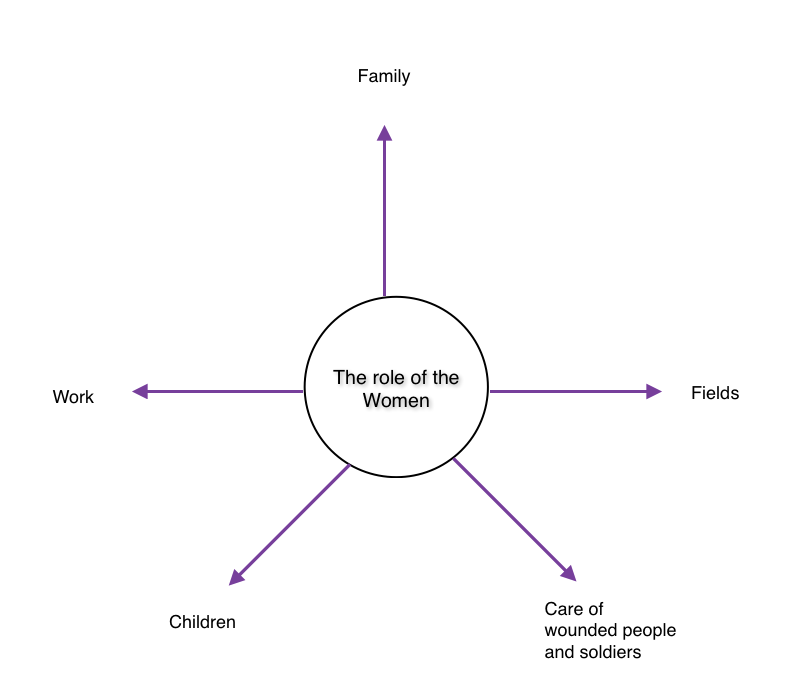 Family
The role of the
Women
Work
Fields
Children
Care of
wounded people
and soldiers